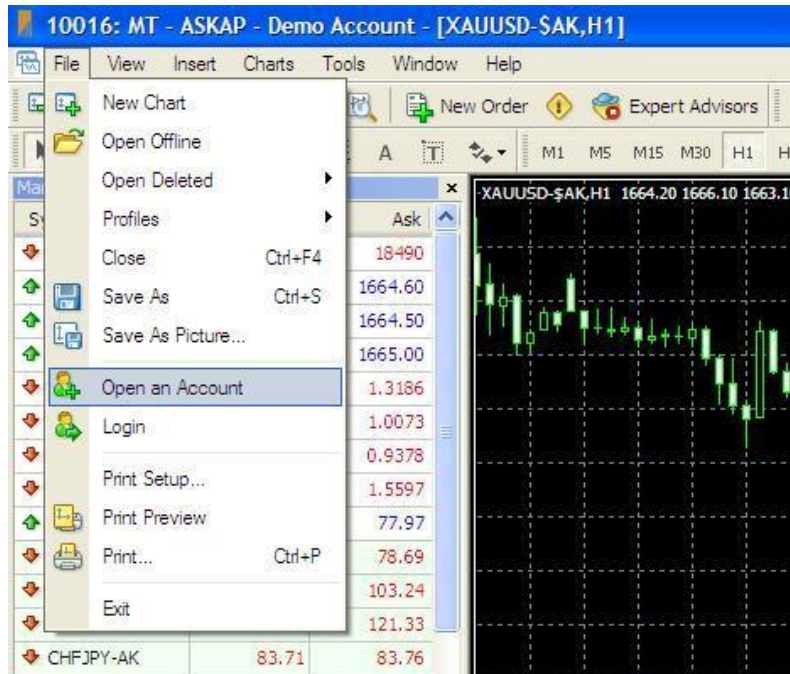 10016: MT - ASKAP - Demo Account - [XAUUSD-$AK,H1]
File View Insert Charts Tools Window Help
New Order Expert Advisors
A T M1 M5 M15 M30 H1 H
Ma
Sy Ask
XAUUSD-$AK,H1 1664.20 1666.10 1663.1
New Chart
Open Offline
Open Deleted
Profiles
Close Ctrl+F4
Save As Ctrl+S
Save As Picture...
Open an Account
Login
Print Setup...
Print Preview
Print... Ctrl+P
Exit
18490
1664.60
1664.50
1665.00
1.3186
1.0073
0.9378
1.5597
77.97
78.69
103.24
121.33
CHFJPY-AK 83.71 83.76